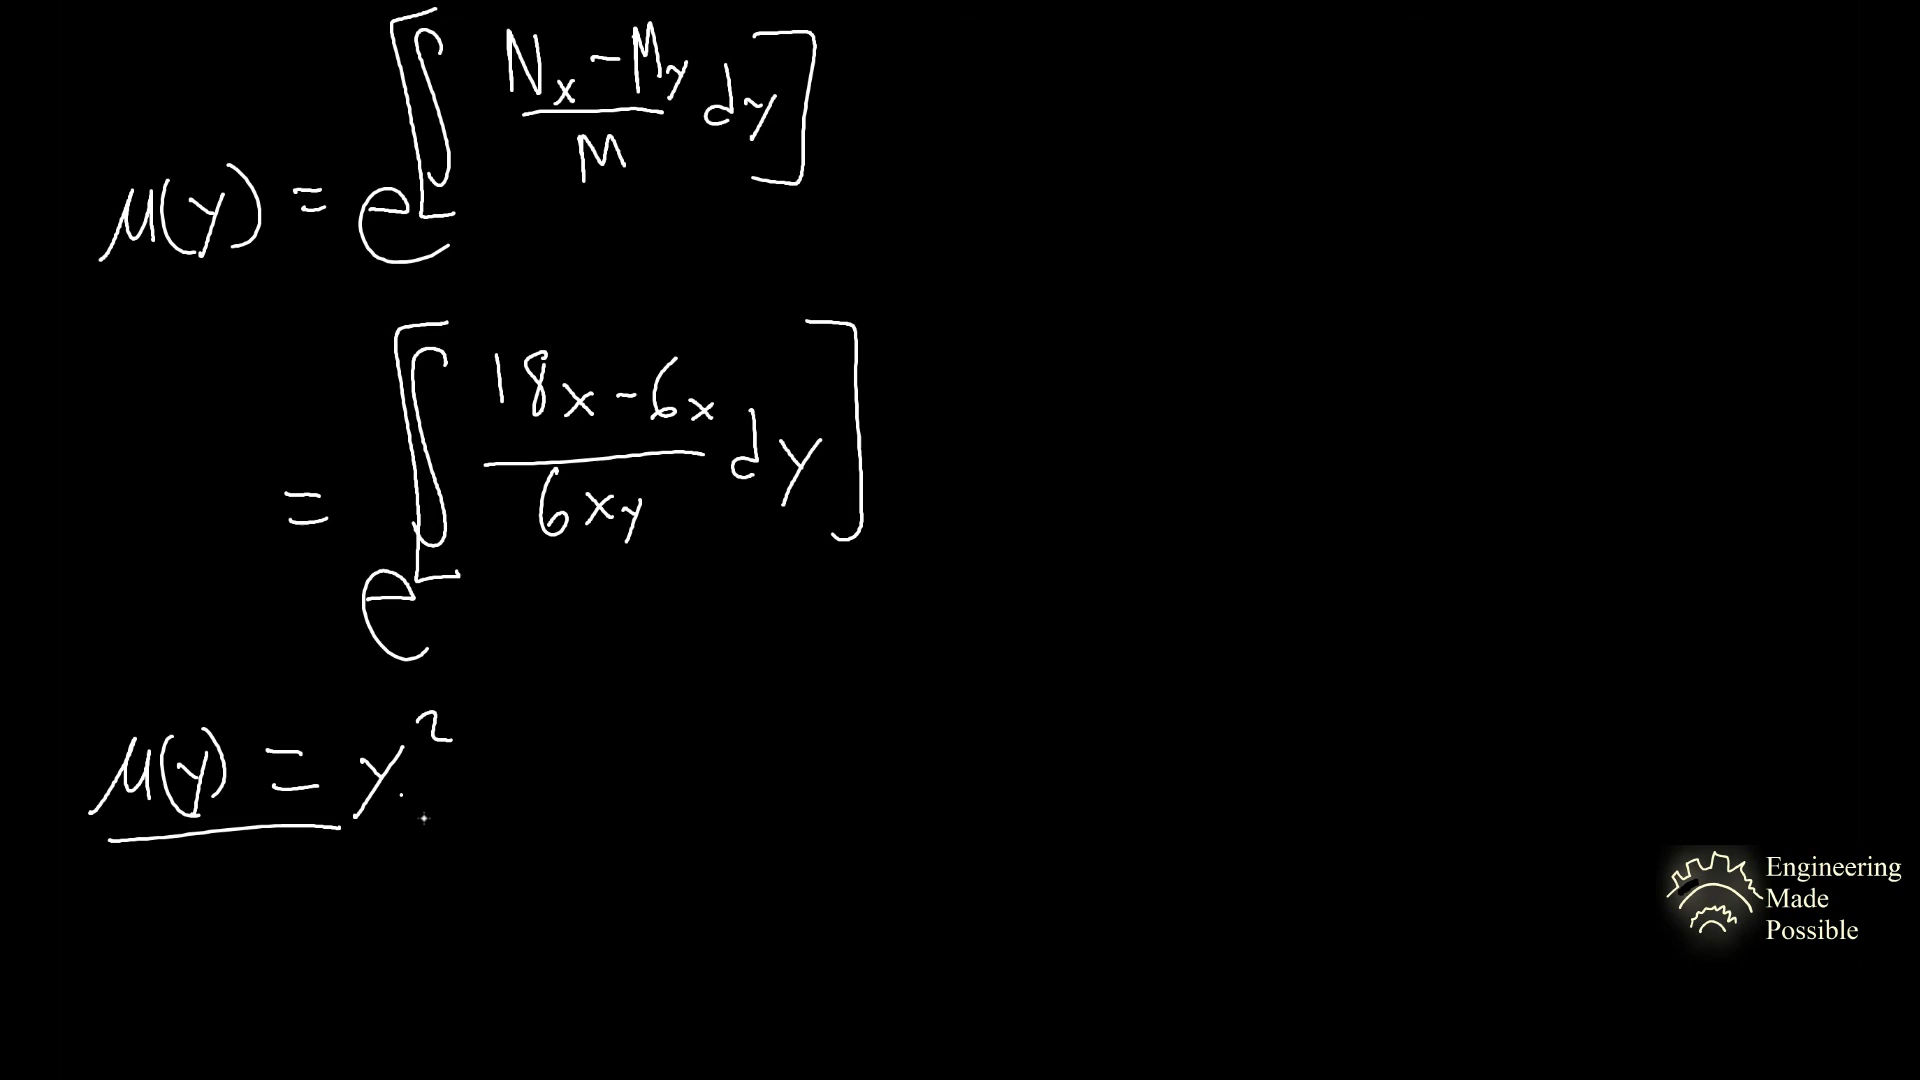 μ(y) = e^[∫ (Nx - My)/M dy]
= e^[∫ (18x - 6x)/(6xy) dy]
μ(y) = y²
Engineering
Made
Possible